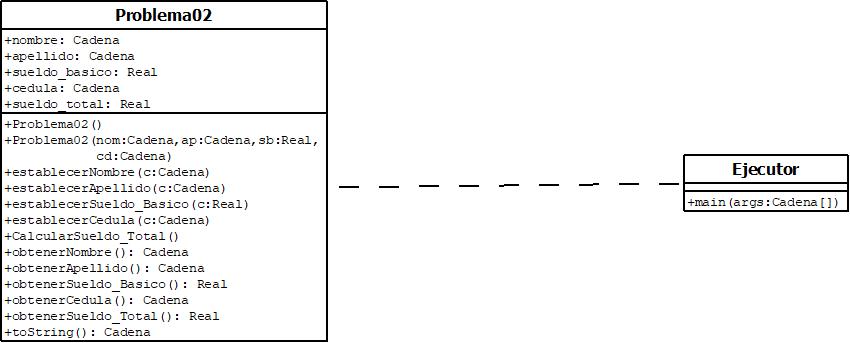 Problema02
+nombre: Cadena
+apellido: Cadena
+sueldo_basico: Real
+cedula: Cadena
+sueldo_total: Real
+Problema02()
+Problema02(nom:Cadena,ap:Cadena,sb:Real,
cd:Cadena)
+establecerNombre(c:Cadena)
+establecerApellido(c:Cadena)
+establecerSueldo_Basico(c:Real)
+establecerCedula(c:Cadena)
+CalcularSueldo_Total()
+obtenerNombre(): Cadena
+obtenerApellido(): Cadena
+obtenerSueldo_Basico(): Real
+obtenerCedula(): Cadena
+obtenerSueldo_Total(): Real
+toString(): Cadena
Ejecutor
+main(args:Cadena[])